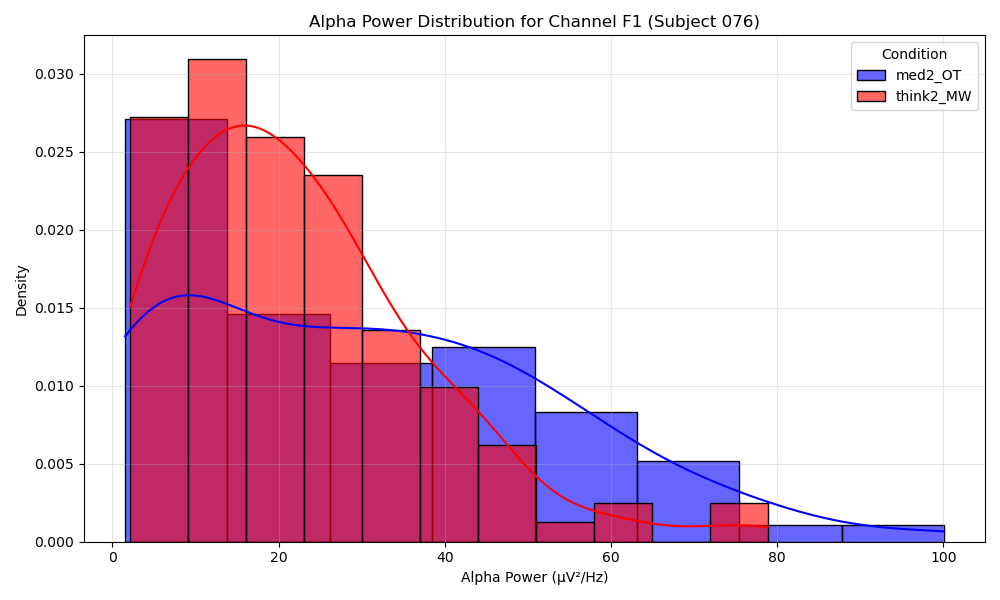 Alpha Power Distribution for Channel F1 (Subject 076)
Condition
med2_OT
think2_MW
0.030
0.025
0.020
0.015
0.010
0.005
0.000
Density
0 20 40 60 80 100
Alpha Power (μV²/Hz)